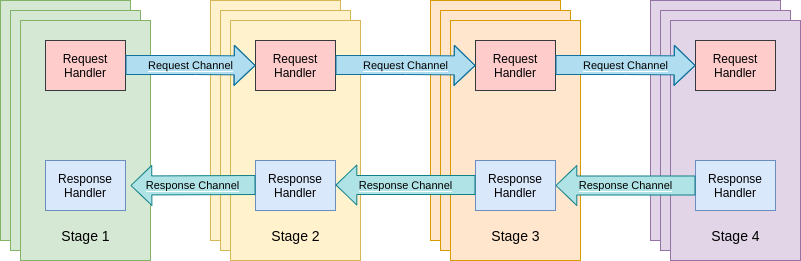 Request
Handler
Request Channel
Request
Handler
Request Channel
Request
Handler
Request Channel
Request
Handler
Response
Handler
Response Channel
Response
Handler
Response Channel
Response
Handler
Response Channel
Response
Handler
Stage 1
Stage 2
Stage 3
Stage 4